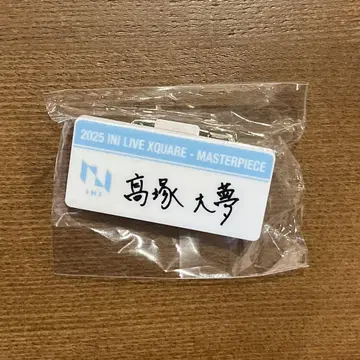 2025 INI LIVE XQUARE - MASTERPIECE
INI
髙塚 大夢